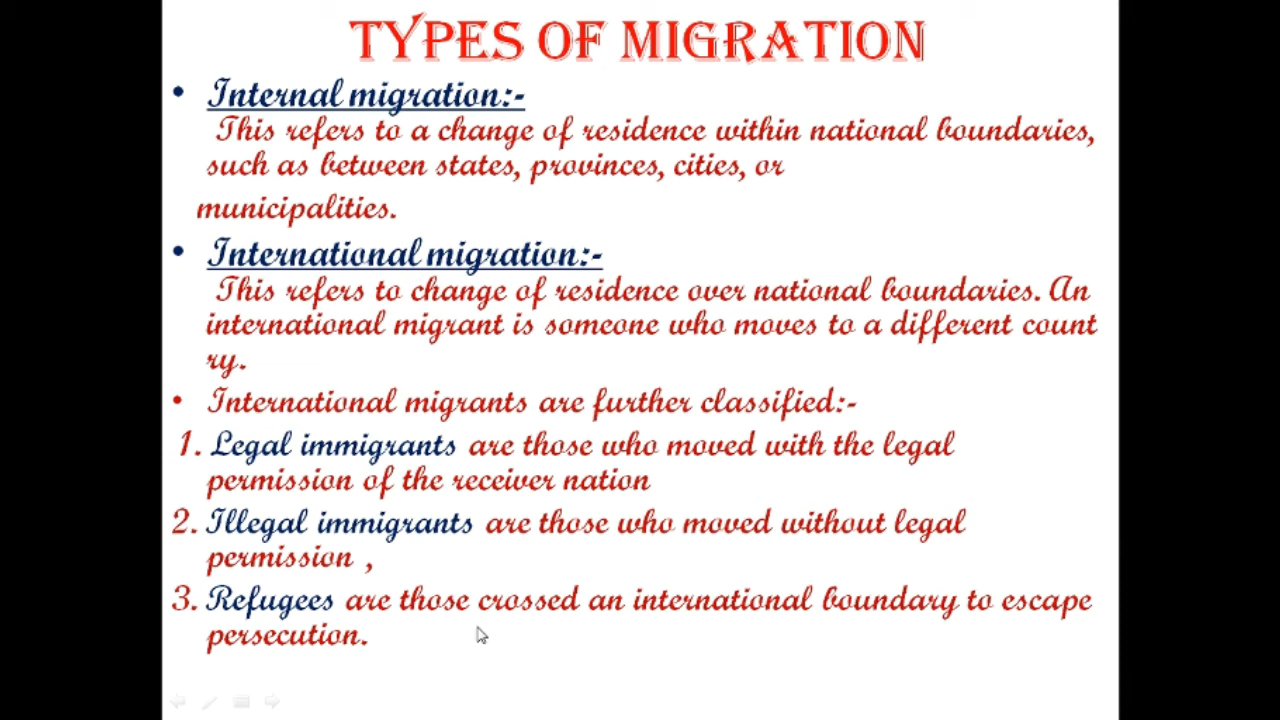 TYPES OF MIGRATION
• Internal migration:-
This refers to a change of residence within national boundaries,
such as between states, provinces, cities, or
municipalities.
• International migration:-
This refers to change of residence over national boundaries. An
international migrant is someone who moves to a different count
ry.
• International migrants are further classified:-
1. Legal immigrants are those who moved with the legal
permission of the receiver nation
2. Illegal immigrants are those who moved without legal
permission ,
3. Refugees are those crossed an international boundary to escape
persecution.